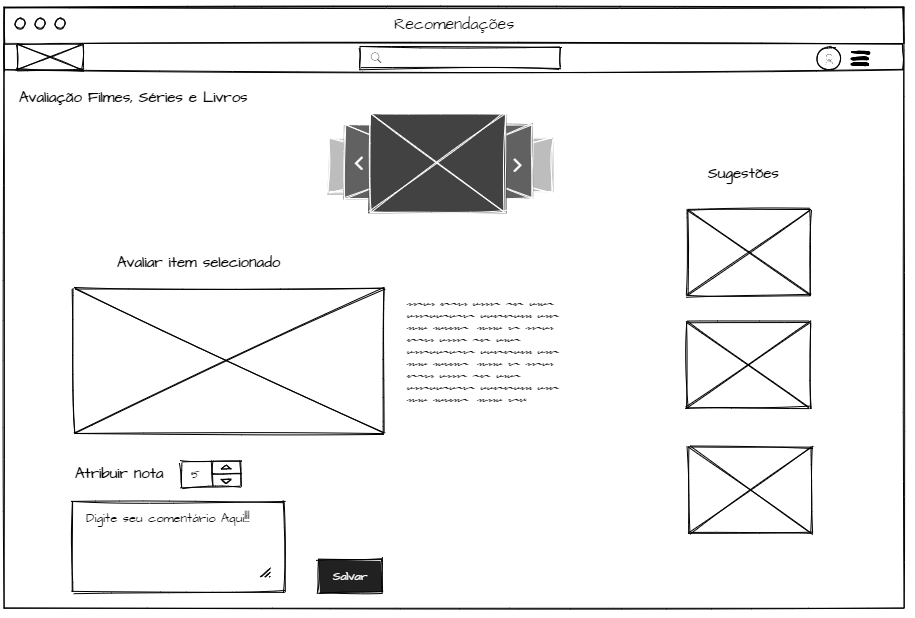 Recomendações
Avaliação Filmes, Séries e Livros
Sugestões
Avaliar item selecionado
Atribuir nota
5
Digite seu comentário Aqui!!!
Salvar